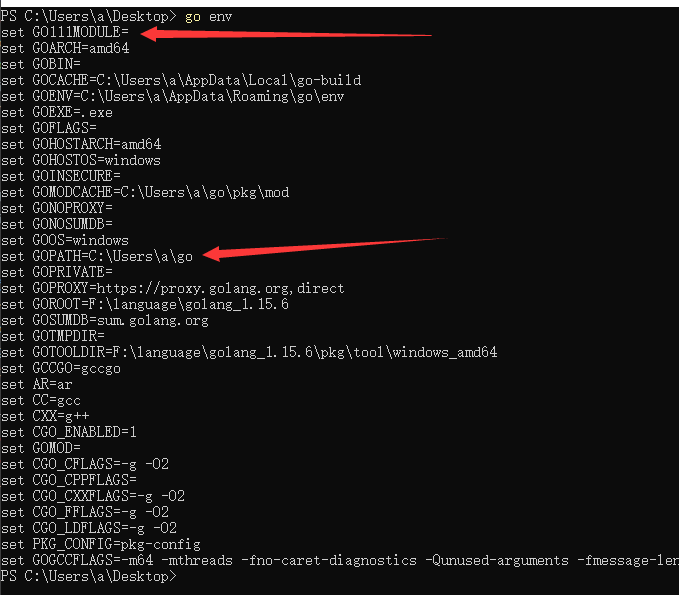 PS C:\Users\a\Desktop> go env
set GO111MODULE=
set GOARCH=amd64
set GOBIN=
set GOCACHE=C:\Users\a\AppData\Local\go-build
set GOENV=C:\Users\a\AppData\Roaming\go\env
set GOEXE=.exe
set GOFLAGS=
set GOHOSTARCH=amd64
set GOHOSTOS=windows
set GOINSECURE=
set GOMODCACHE=C:\Users\a\go\pkg\mod
set GONOPROXY=
set GONOSUMDB=
set GOOS=windows
set GOPATH=C:\Users\a\go
set GOPRIVATE=
set GOPROXY=https://proxy.golang.org,direct
set GOROOT=F:\language\golang_1.15.6
set GOSUMDB=sum.golang.org
set GOTMPDIR=
set GOTOOLDIR=F:\language\golang_1.15.6\pkg\tool\windows_amd64
set GCCGO=gccgo
set AR=ar
set CC=gcc
set CXX=g++
set CGO_ENABLED=1
set GOMOD=
set CGO_CFLAGS=-g -O2
set CGO_CPPFLAGS=
set CGO_CXXFLAGS=-g -O2
set CGO_FFLAGS=-g -O2
set CGO_LDFLAGS=-g -O2
set PKG_CONFIG=pkg-config
set GOGCCFLAGS=-m64 -mthreads -fno-caret-diagnostics -Qunused-arguments -fmessage-len
PS C:\Users\a\Desktop>